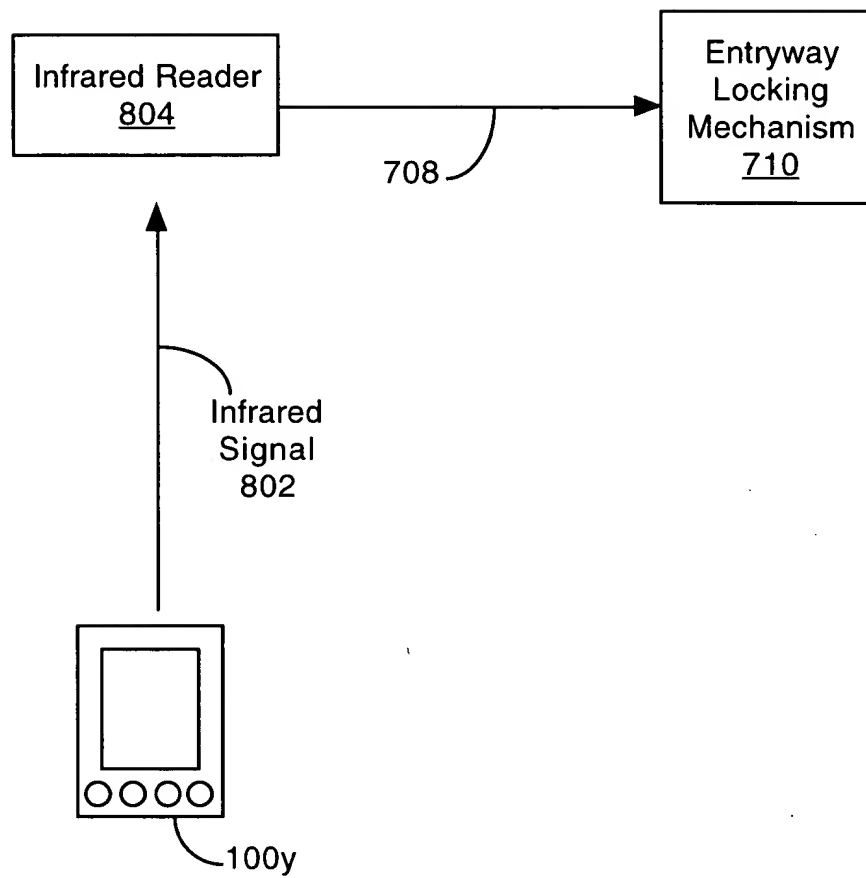 Infrared Reader
804
Entryway
Locking
Mechanism
710
708
Infrared
Signal
802
100y